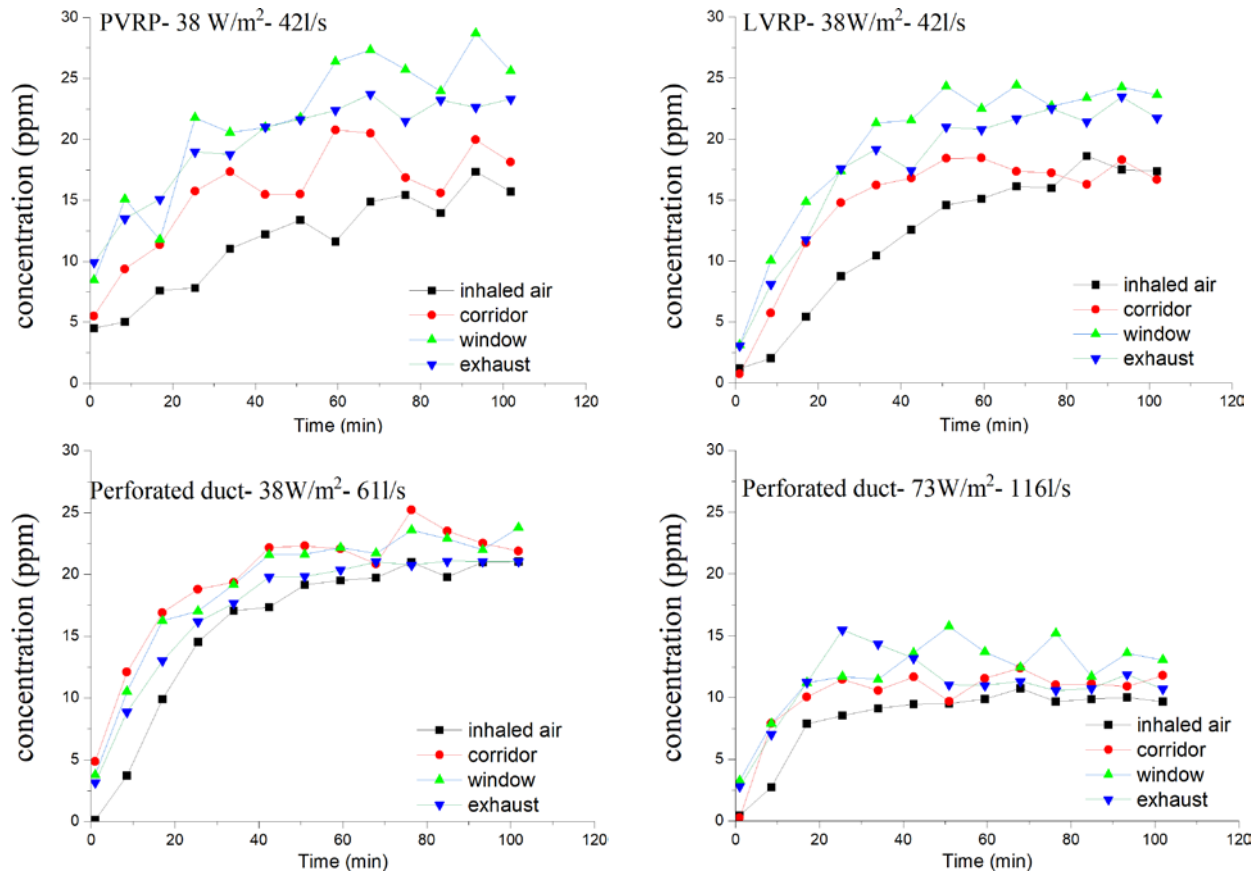 PVRP- 38 W/m²- 42l/s
concentration (ppm)
30
25
20
15
10
5
0
inhaled air
corridor
window
exhaust
0 20 40 60 80 100 120
Time (min)
LVRP- 38W/m²- 42l/s
concentration (ppm)
30
25
20
15
10
5
0
inhaled air
corridor
window
exhaust
0 20 40 60 80 100 120
Time (min)
Perforated duct- 38W/m²- 61l/s
concentration (ppm)
30
25
20
15
10
5
0
inhaled air
corridor
window
exhaust
0 20 40 60 80 100 120
Time (min)
Perforated duct- 73W/m²- 116l/s
concentration (ppm)
30
25
20
15
10
5
0
inhaled air
corridor
window
exhaust
0 20 40 60 80 100 120
Time (min)